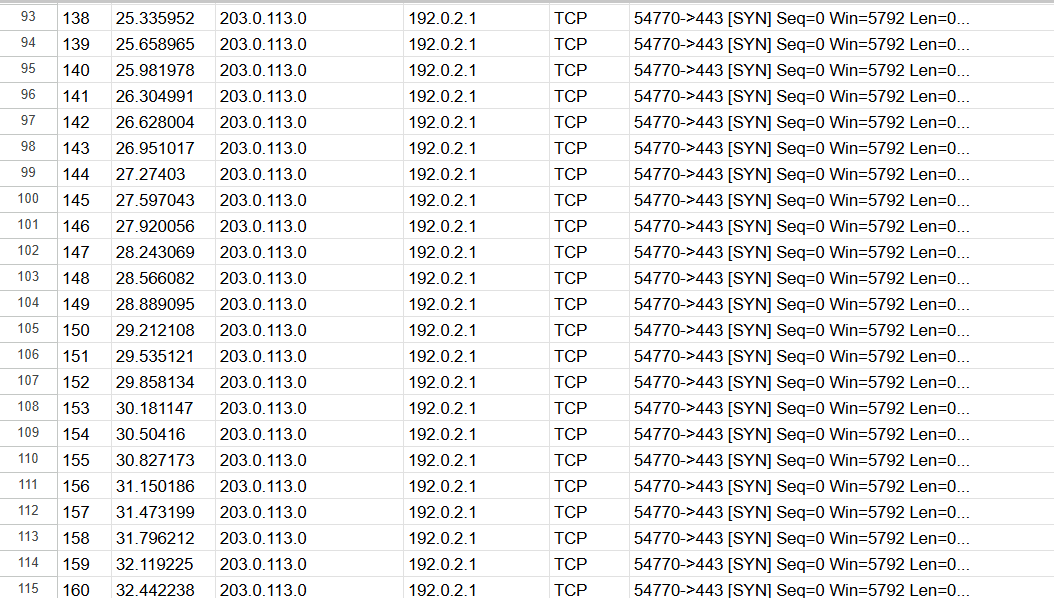 93 138 25.335952 203.0.113.0 192.0.2.1 TCP 54770->443 [SYN] Seq=0 Win=5792 Len=0...
94 139 25.658965 203.0.113.0 192.0.2.1 TCP 54770->443 [SYN] Seq=0 Win=5792 Len=0...
95 140 25.981978 203.0.113.0 192.0.2.1 TCP 54770->443 [SYN] Seq=0 Win=5792 Len=0...
96 141 26.304991 203.0.113.0 192.0.2.1 TCP 54770->443 [SYN] Seq=0 Win=5792 Len=0...
97 142 26.628004 203.0.113.0 192.0.2.1 TCP 54770->443 [SYN] Seq=0 Win=5792 Len=0...
98 143 26.951017 203.0.113.0 192.0.2.1 TCP 54770->443 [SYN] Seq=0 Win=5792 Len=0...
99 144 27.27403 203.0.113.0 192.0.2.1 TCP 54770->443 [SYN] Seq=0 Win=5792 Len=0...
100 145 27.597043 203.0.113.0 192.0.2.1 TCP 54770->443 [SYN] Seq=0 Win=5792 Len=0...
101 146 27.920056 203.0.113.0 192.0.2.1 TCP 54770->443 [SYN] Seq=0 Win=5792 Len=0...
102 147 28.243069 203.0.113.0 192.0.2.1 TCP 54770->443 [SYN] Seq=0 Win=5792 Len=0...
103 148 28.566082 203.0.113.0 192.0.2.1 TCP 54770->443 [SYN] Seq=0 Win=5792 Len=0...
104 149 28.889095 203.0.113.0 192.0.2.1 TCP 54770->443 [SYN] Seq=0 Win=5792 Len=0...
105 150 29.212108 203.0.113.0 192.0.2.1 TCP 54770->443 [SYN] Seq=0 Win=5792 Len=0...
106 151 29.535121 203.0.113.0 192.0.2.1 TCP 54770->443 [SYN] Seq=0 Win=5792 Len=0...
107 152 29.858134 203.0.113.0 192.0.2.1 TCP 54770->443 [SYN] Seq=0 Win=5792 Len=0...
108 153 30.181147 203.0.113.0 192.0.2.1 TCP 54770->443 [SYN] Seq=0 Win=5792 Len=0...
109 154 30.50416 203.0.113.0 192.0.2.1 TCP 54770->443 [SYN] Seq=0 Win=5792 Len=0...
110 155 30.827173 203.0.113.0 192.0.2.1 TCP 54770->443 [SYN] Seq=0 Win=5792 Len=0...
111 156 31.150186 203.0.113.0 192.0.2.1 TCP 54770->443 [SYN] Seq=0 Win=5792 Len=0...
112 157 31.473199 203.0.113.0 192.0.2.1 TCP 54770->443 [SYN] Seq=0 Win=5792 Len=0...
113 158 31.796212 203.0.113.0 192.0.2.1 TCP 54770->443 [SYN] Seq=0 Win=5792 Len=0...
114 159 32.119225 203.0.113.0 192.0.2.1 TCP 54770->443 [SYN] Seq=0 Win=5792 Len=0...
115 160 32.442238 203.0.113.0 192.0.2.1 TCP 54770->443 [SYN] Seq=0 Win=5792 Len=0...